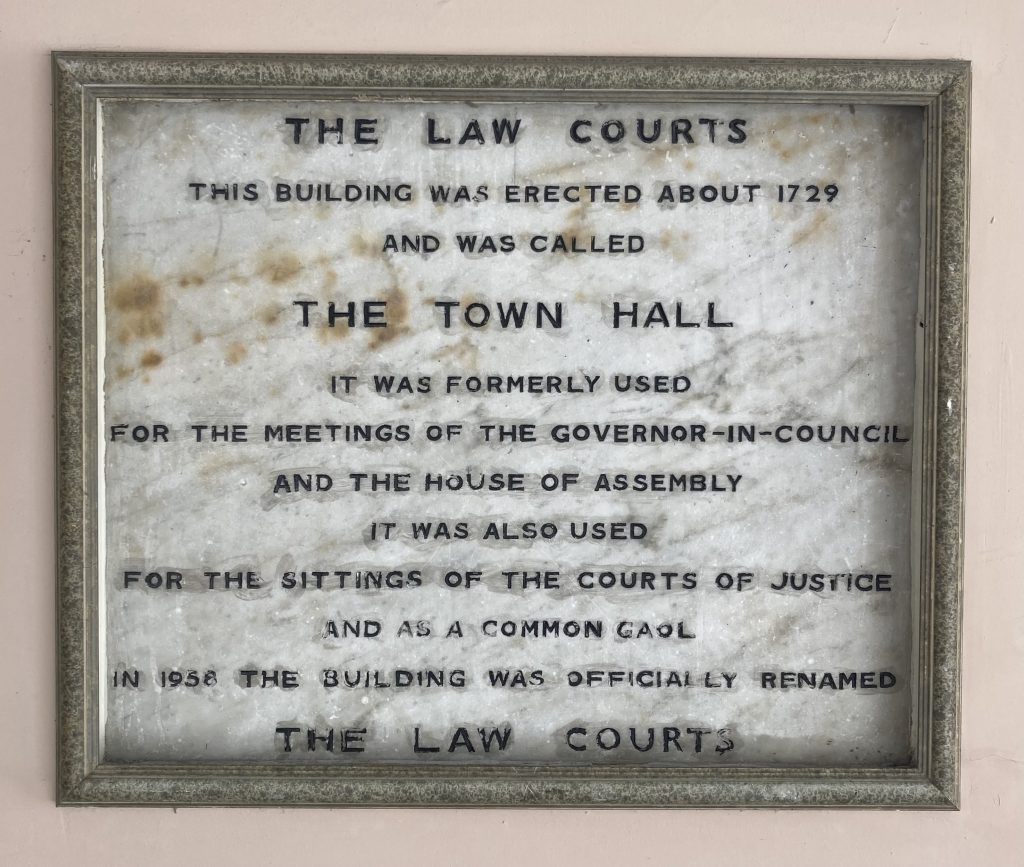 THE LAW COURTS
THIS BUILDING WAS ERECTED ABOUT 1729
AND WAS CALLED
THE TOWN HALL
IT WAS FORMERLY USED
FOR THE MEETINGS OF THE GOVERNOR-IN-COUNCIL
AND THE HOUSE OF ASSEMBLY
IT WAS ALSO USED
FOR THE SITTINGS OF THE COURTS OF JUSTICE
AND AS A COMMON GAOL
IN 1958 THE BUILDING WAS OFFICIALLY RENAMED
THE LAW COURTS